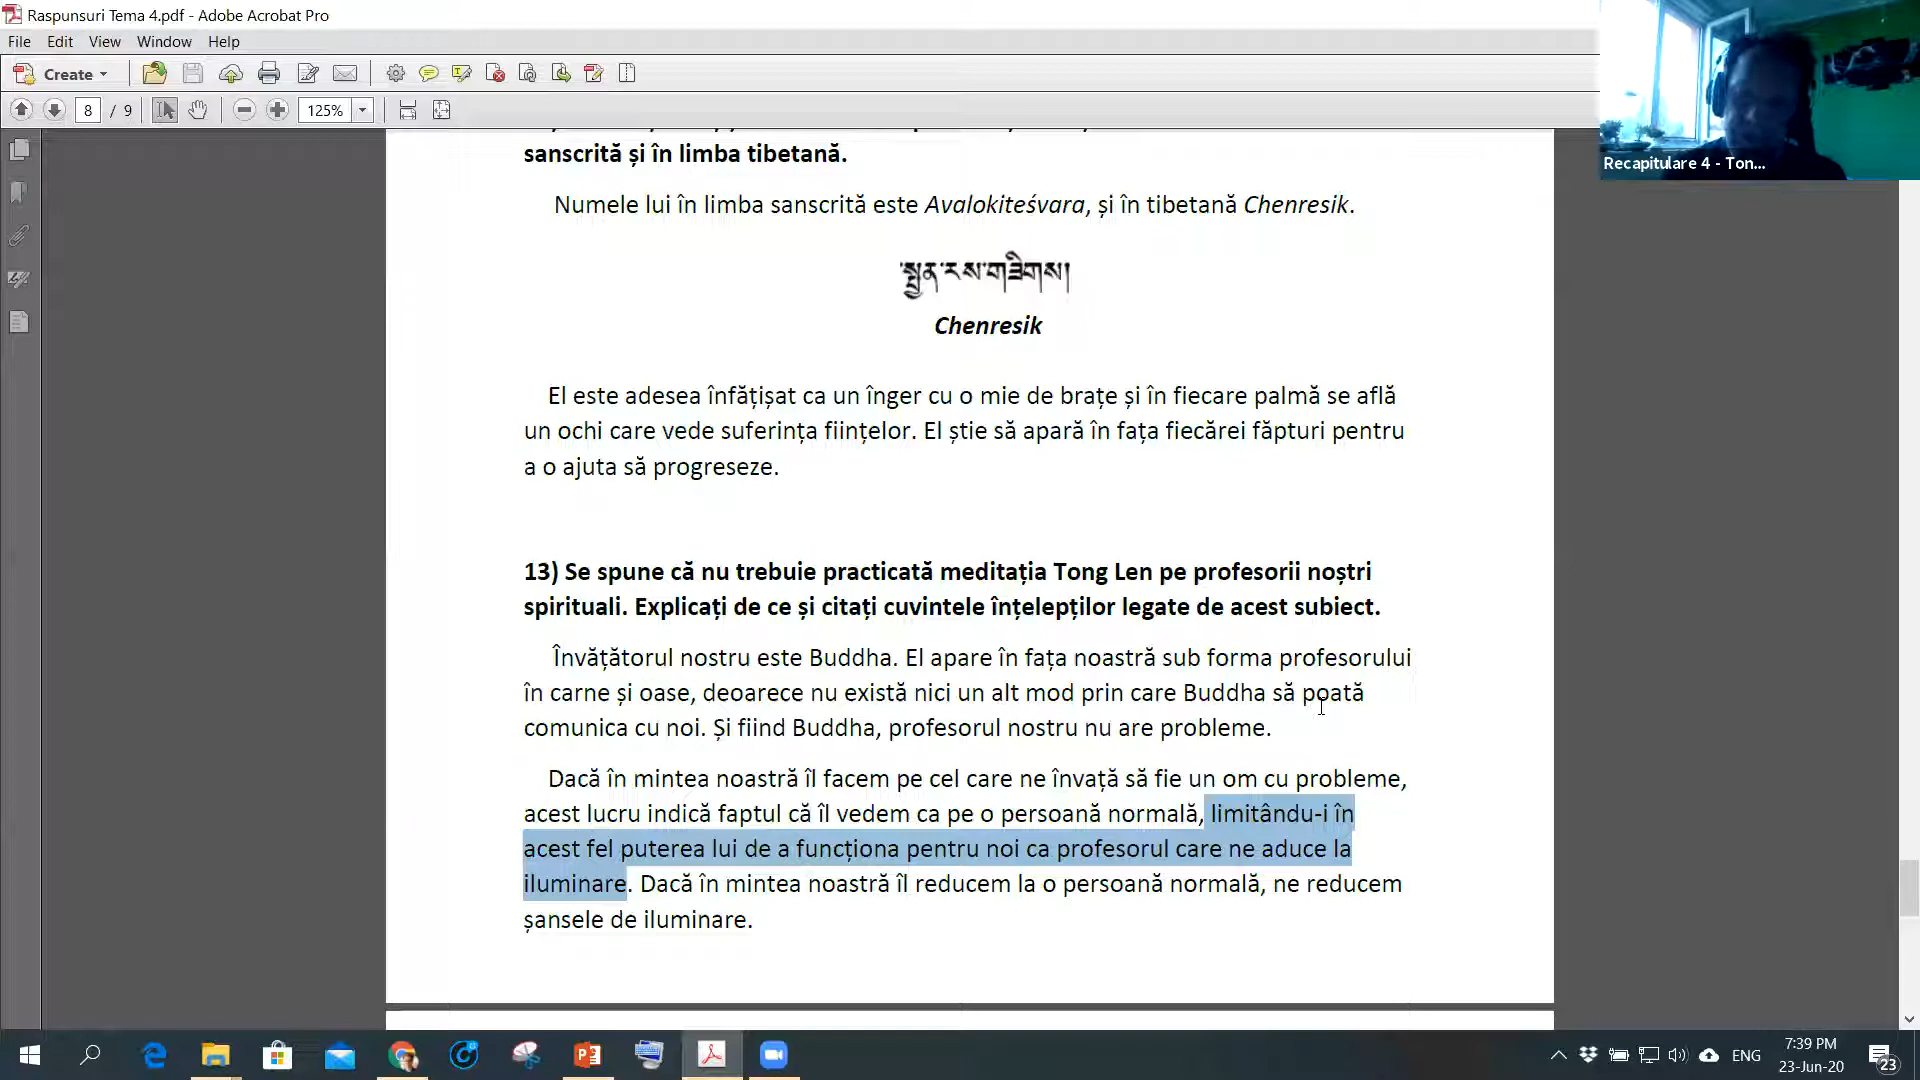 Raspunsuri Tema 4.pdf - Adobe Acrobat Pro
File Edit View Window Help
Create
8 / 9 125%
Recapitulare 4 - Ton...
sanscrită și în limba tibetană.
Numele lui în limba sanscrită este Avalokiteśvara, și în tibetană Chenresik.
སྤྱན་རས་གཟིགས།
Chenresik
El este adesea înfățișat ca un înger cu o mie de brațe și în fiecare palmă se află
un ochi care vede suferința ființelor. El știe să apară în fața fiecărei făpturi pentru
a o ajuta să progreseze.
13) Se spune că nu trebuie practicată meditația Tong Len pe profesorii noștri
spirituali. Explicați de ce și citați cuvintele înțelepților legate de acest subiect.
Învățătorul nostru este Buddha. El apare în fața noastră sub forma profesorului
în carne și oase, deoarece nu există nici un alt mod prin care Buddha să poată
comunica cu noi. Și fiind Buddha, profesorul nostru nu are probleme.
Dacă în mintea noastră îl facem pe cel care ne învață să fie un om cu probleme,
acest lucru indică faptul că îl vedem ca pe o persoană normală, limitându-i în
acest fel puterea lui de a funcționa pentru noi ca profesorul care ne aduce la
iluminare. Dacă în mintea noastră îl reducem la o persoană normală, ne reducem
șansele de iluminare.
ENG
7:39 PM
23-Jun-20
23